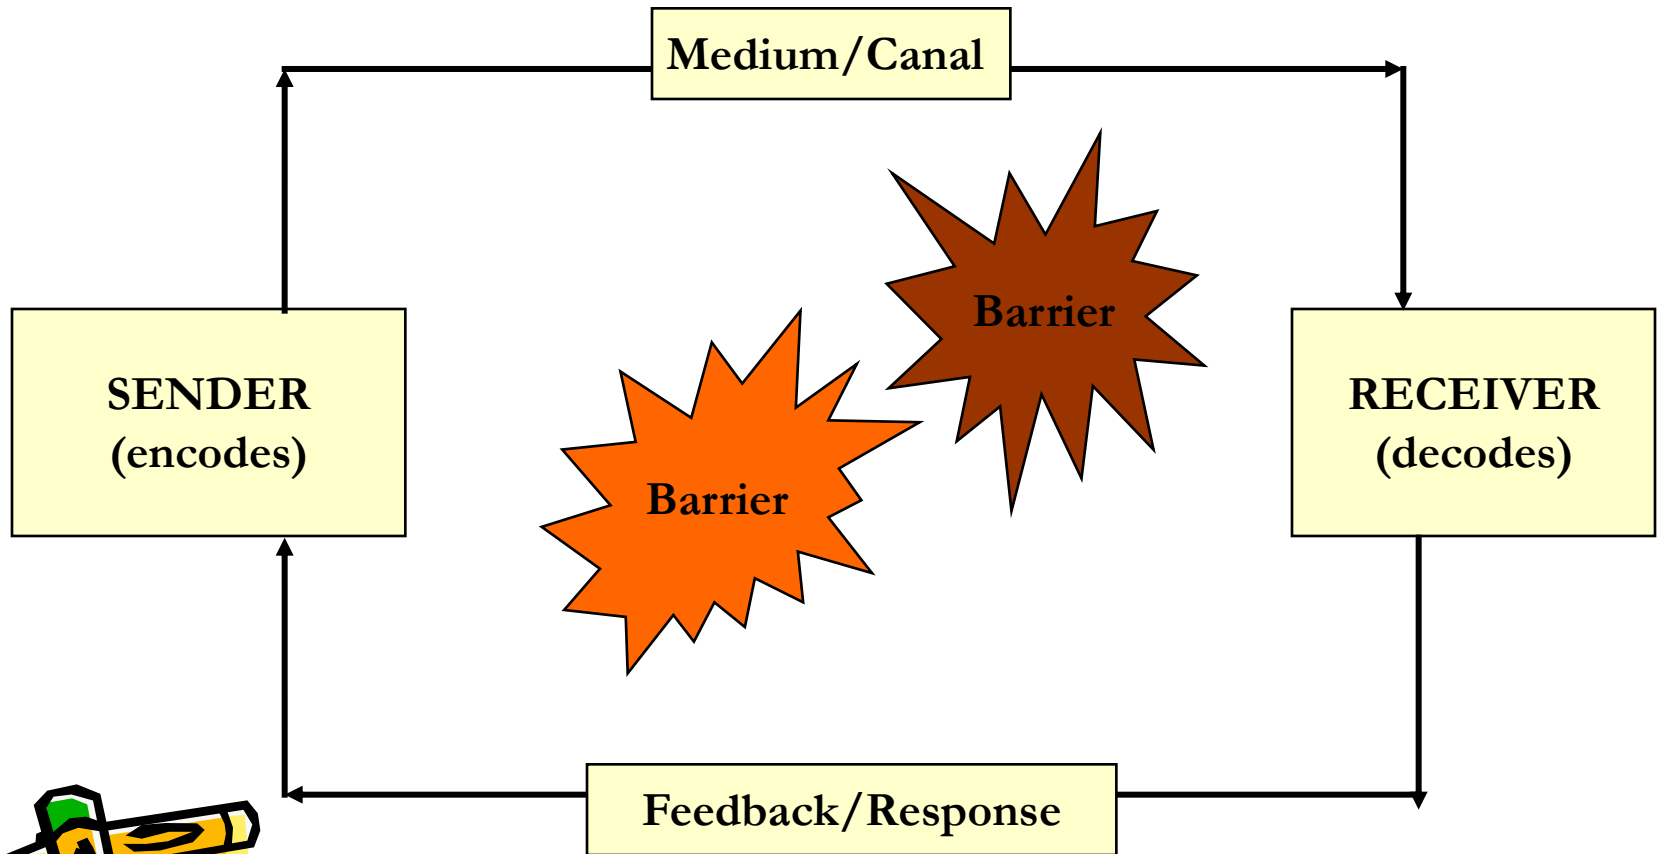 Medium/Canal
Barrier
SENDER
(encodes)
RECEIVER
(decodes)
Barrier
Feedback/Response